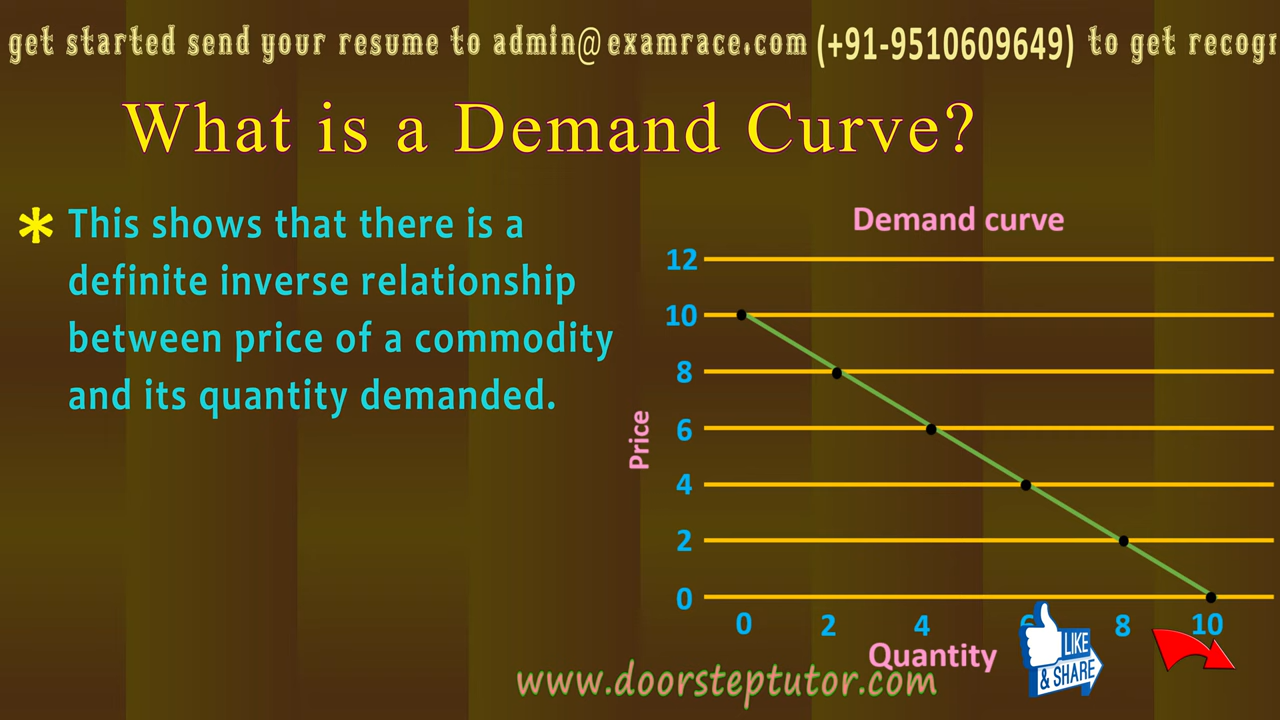 get started send your resume to admin@examrace.com (+91-9510609649) to get
What is a Demand Curve?
* This shows that there is a
definite inverse relationship
between price of a commodity
and its quantity demanded.
Demand curve
12
10
8
6
4
2
0
Price
0 2 4 6 8 10
Quantity
LIKE
& SHARE
www.doorsteptutor.com